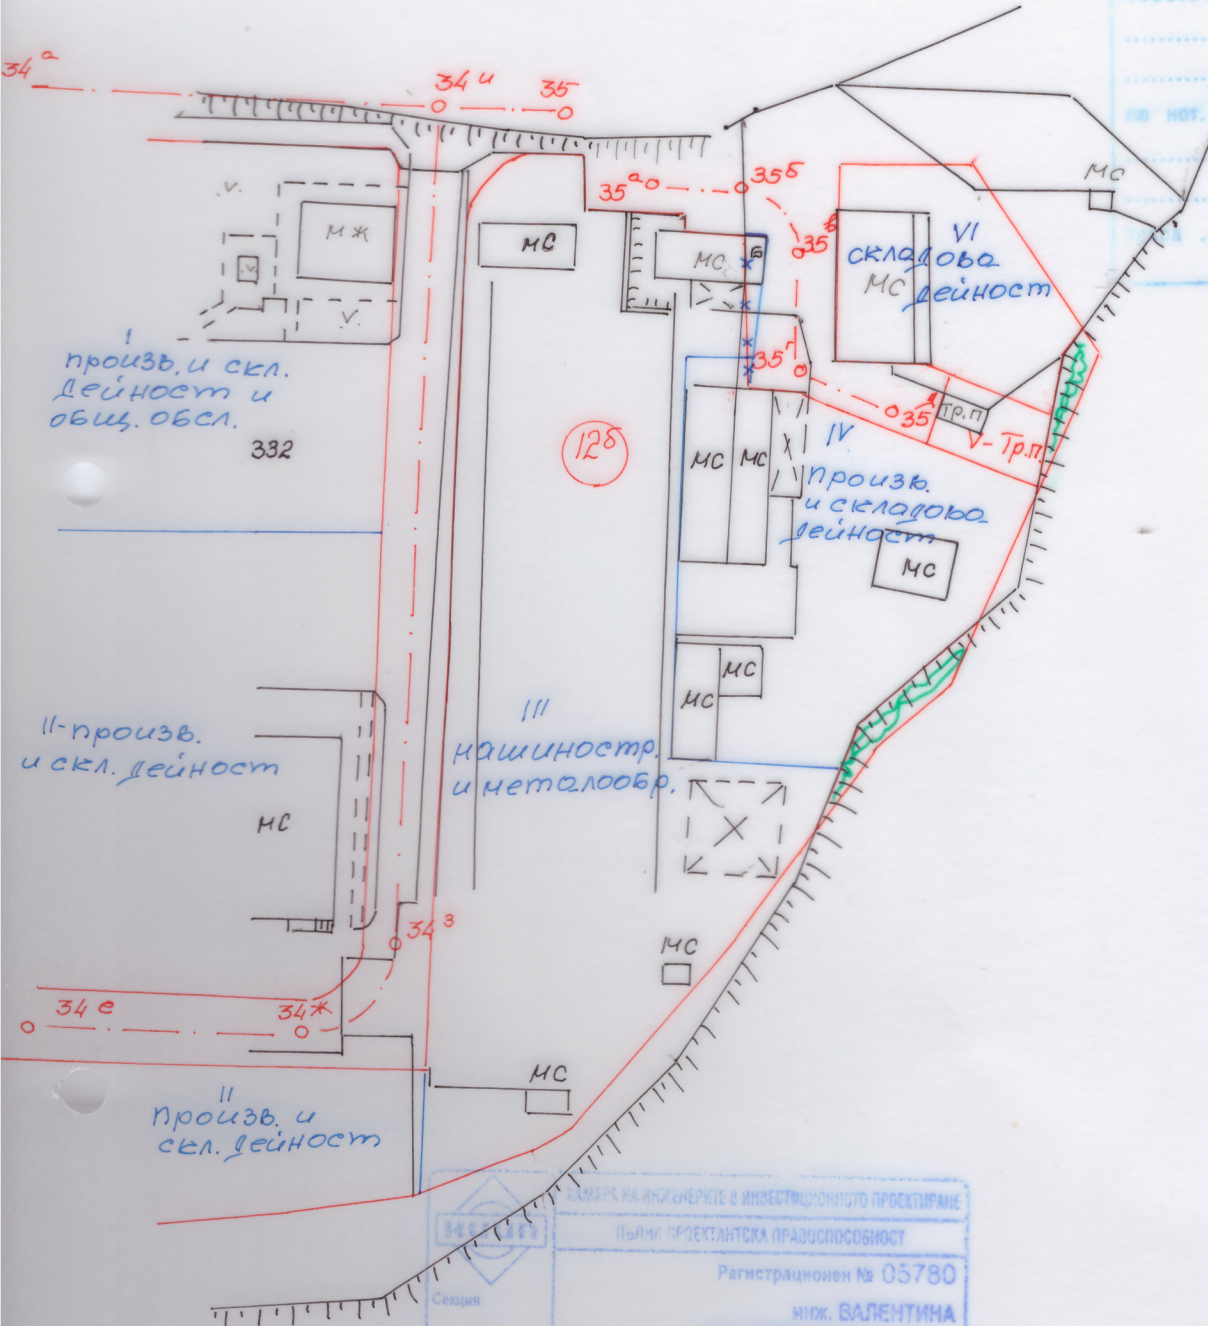 34а
34и
35
35а
35б
35в
35г
35д
МС
VI
складова
дейност
МС
МЖ
V.
V.
V.
МС
МС
I
произв. и скл.
дейност и
общ. обсл.
332
12б
МС
МС
Тр.п
V-Тр.п.
IV
произв.
и складова
дейност
МС
МС
МС
II-произв.
и скл. дейност
МС
III
машиностр.
и металообр.
34з
МС
34е
34ж
МС
II
произв. и
скл. дейност
КАМАРА НА ИНЖЕНЕРИТЕ В ИНВЕСТИЦИОННОТО ПРОЕКТИРАНЕ
ПЪЛНА ПРОЕКТАНТСКА ПРАВОСПОСОБНОСТ
Регистрационен № 05780
Секция:
инж. ВАЛЕНТИНА